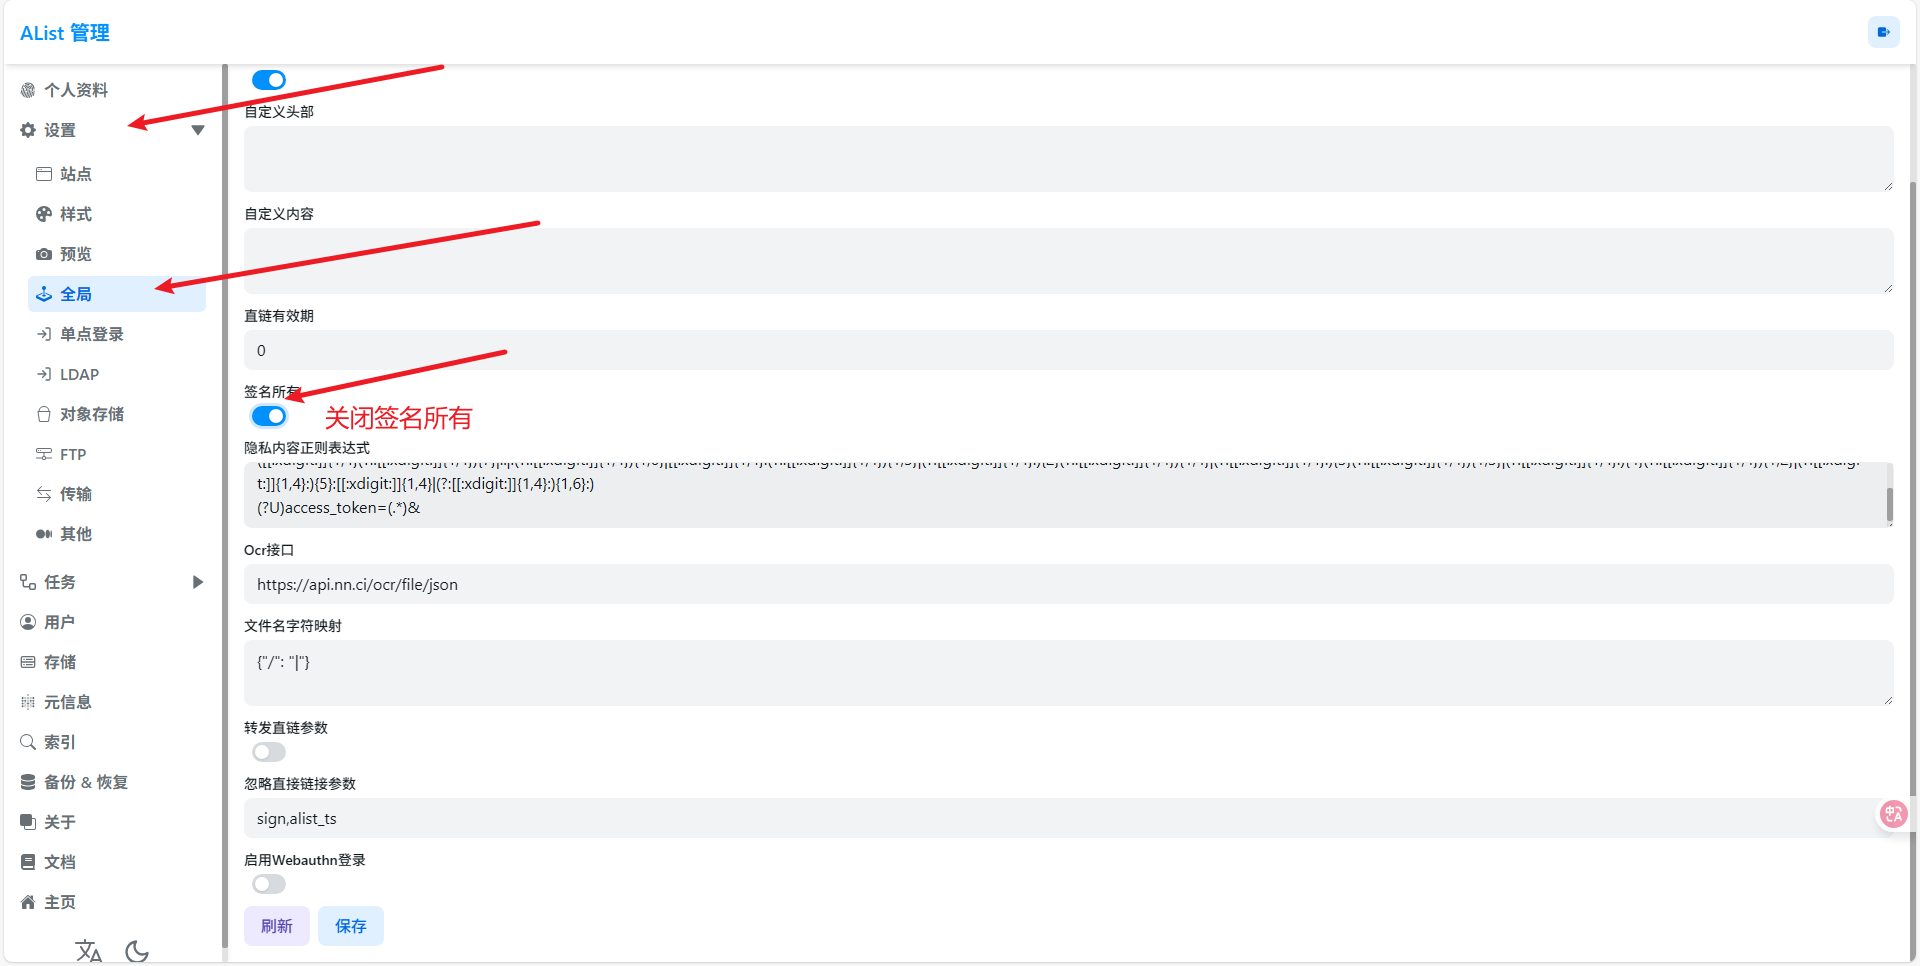 AList 管理
个人资料
设置
站点
样式
预览
全局
单点登录
LDAP
对象存储
FTP
传输
其他
任务
用户
存储
元信息
索引
备份 & 恢复
关于
文档
主页
自定义头部
自定义内容
直链有效期
0
签名所有
关闭签名所有
隐私内容正则表达式
t:]]{1,4}:){5}:[[:xdigit:]]{1,4}|(?:[[:xdigit:]]{1,4}:){1,6}:)
(?U)access_token=(.*)&
Ocr接口
https://api.nn.ci/ocr/file/json
文件名字符映射
{"/": "|"}
转发直链参数
忽略直接链接参数
sign,alist_ts
启用Webauthn登录
刷新
保存